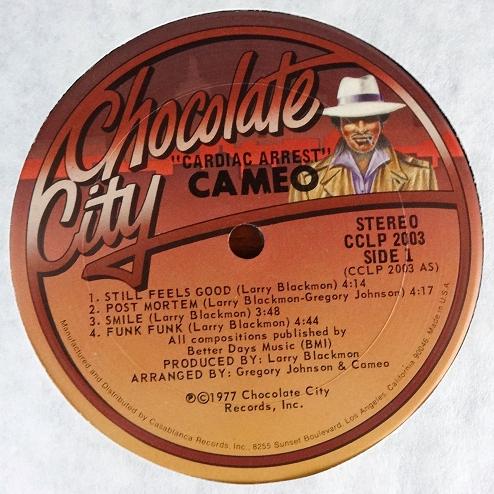 Chocolate
City
"CARDIAC ARREST"
CAMEO
STEREO
CCLP 2003
SIDE 1
(CCLP 2003 AS)
1. STILL FEELS GOOD (Larry Blackmon) 4:14
2. POST MORTEM (Larry Blackmon-Gregory Johnson) 4:17
3. SMILE (Larry Blackmon) 3:48
4. FUNK FUNK (Larry Blackmon) 4:44
All compositions published by
Better Days Music (BMI)
PRODUCED BY: Larry Blackmon
ARRANGED BY: Gregory Johnson & Cameo
℗©1977 Chocolate City
Records, Inc.
Manufactured and Distributed by Casablanca Records, Inc., 8255 Sunset Boulevard, Los Angeles, California 90046 Made in U.S.A.